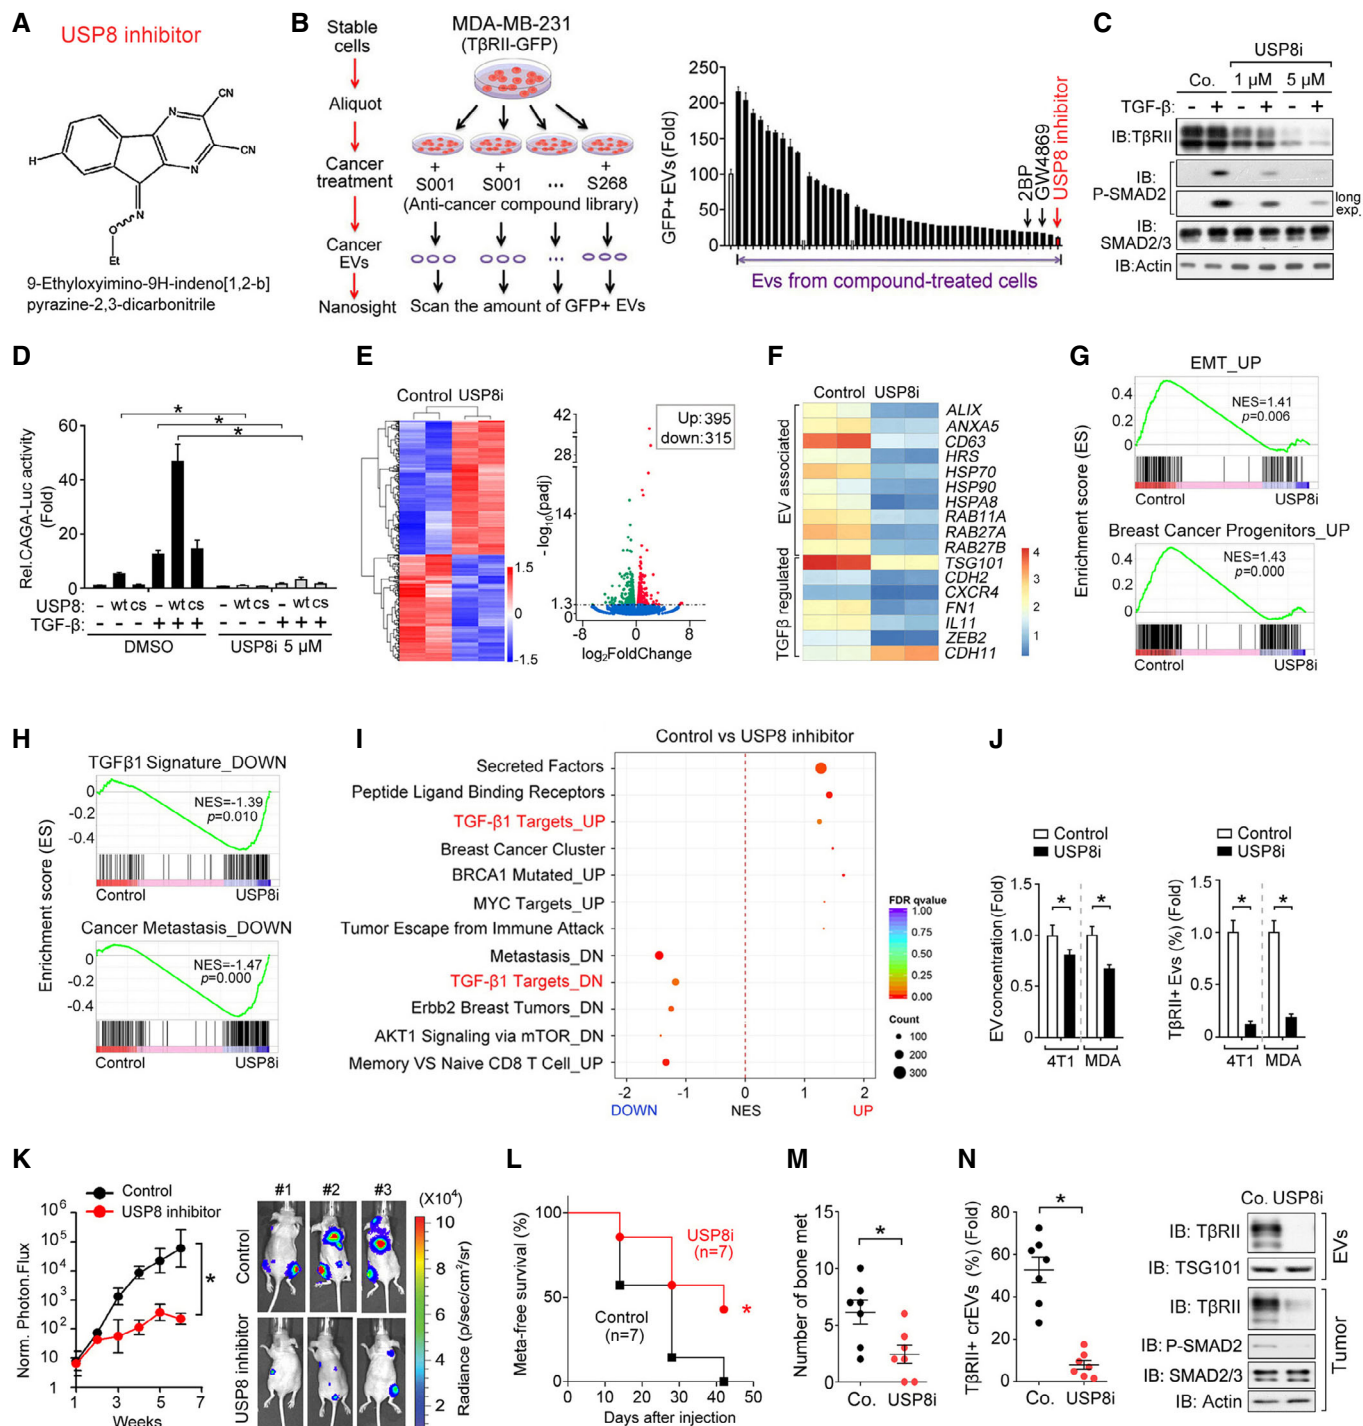 A
USP8 inhibitor
CN
N
CN
N
H
N
O
Et
9-Ethyloxyimino-9H-indeno[1,2-b]
pyrazine-2,3-dicarbonitrile
B
Stable
cells
Aliquot
Cancer
treatment
Cancer
EVs
Nanosight
MDA-MB-231
(TβRII-GFP)
+ + +
S001 S001 ... S268
(Anti-cancer compound library)
...
Scan the amount of GFP+ EVs
GFP+ EVs (Fold)
250
200
150
100
50
0
2BP
GW4869
USP8 inhibitor
Evs from compound-treated cells
C
USP8i
Co. 1 µM 5 µM
TGF-β: - + - + - +
IB:TβRII
IB:
P-SMAD2
long
exp.
IB:
SMAD2/3
IB:Actin
D
Rel.CAGA-Luc activity
(Fold)
60
40
20
0
* * *
USP8: - wt cs - wt cs - wt cs - wt cs
TGF-β: - - - + + + - - - + + +
DMSO USP8i 5 µM
E
Control USP8i
1.5
1.0
0.5
0
-0.5
-1.0
-1.5
Up: 395
down: 315
-log10(padj)
42
28
14
1.3
0
-8 0 8
log2FoldChange
F
Control USP8i
EV associated
TGFβ regulated
ALIX
ANXA5
CD63
HRS
HSP70
HSP90
HSPA8
RAB11A
RAB27A
RAB27B
TSG101
CDH2
CXCR4
FN1
IL11
ZEB2
CDH11
4
3
2
1
G
EMT_UP
Enrichment score (ES)
0.4
0.2
0
NES=1.41
p=0.006
Control USP8i
Breast Cancer Progenitors_UP
0.4
0.2
0
NES=1.43
p=0.000
Control USP8i
H
TGFβ1 Signature_DOWN
Enrichment score (ES)
0
-0.2
-0.4
NES=-1.39
p=0.010
Control USP8i
Cancer Metastasis_DOWN
0
-0.2
-0.4
NES=-1.47
p=0.000
Control USP8i
I
Control vs USP8 inhibitor
Secreted Factors
Peptide Ligand Binding Receptors
TGF-β1 Targets_UP
Breast Cancer Cluster
BRCA1 Mutated_UP
MYC Targets_UP
Tumor Escape from Immune Attack
Metastasis_DN
TGF-β1 Targets_DN
Erbb2 Breast Tumors_DN
AKT1 Signaling via mTOR_DN
Memory VS Naive CD8 T Cell_UP
-2 -1 0 1 2
DOWN NES UP
FDR qvalue
1.00
0.75
0.50
0.25
0.00
Count
100
200
300
J
Control
USP8i
EV concentration (Fold)
1.5
1.0
0.5
0
* *
4T1 MDA
Control
USP8i
TβRII+ Evs (%) (Fold)
1.5
1
0.5
0
* *
4T1 MDA
K
Control
USP8 inhibitor
Norm. Photon.Flux
10^6
10^5
10^4
10^3
10^2
10
1
1 3 5 7
Weeks
*
#1 #2 #3
Control
USP8 inhibitor
(X10^4)
10
8
6
4
2
Radiance (p/sec/cm²/sr)
L
Meta-free survival (%)
100
50
0
USP8i
(n=7)
*
Control
(n=7)
0 10 20 30 40 50
Days after injection
M
Number of bone met
15
10
5
0
*
Co. USP8i
N
TβRII+ crEVs (%) (Fold)
80
60
40
20
0
*
Co. USP8i
Co. USP8i
IB: TβRII
IB: TSG101
EVs
IB: TβRII
IB: P-SMAD2
IB: SMAD2/3
IB: Actin
Tumor